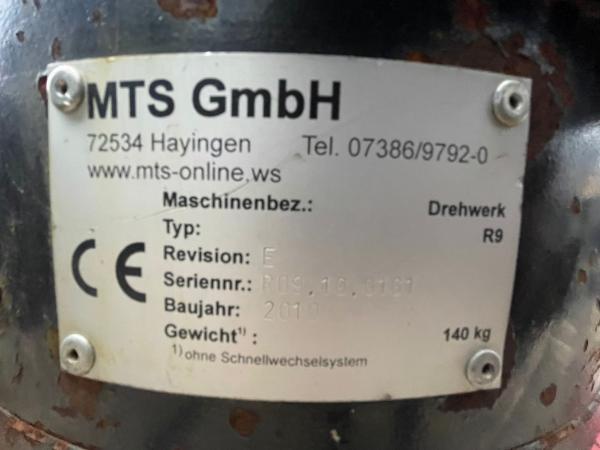 MTS GmbH
72534 Hayingen Tel. 07386/9792-0
www.mts-online.ws
Maschinenbez.: Drehwerk
Typ: R9
CE
Revision: E
Seriennr.:
Baujahr: 2010
Gewicht¹⁾: 140 kg
¹⁾ohne Schnellwechselsystem